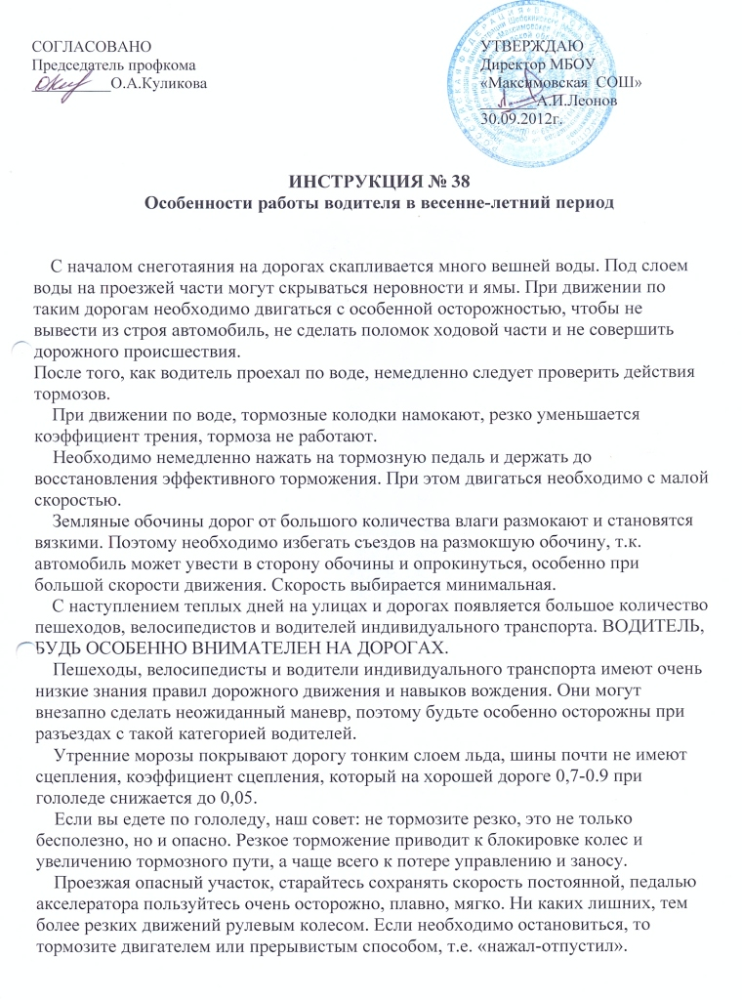 СОГЛАСОВАНО
Председатель профкома
О.А.Куликова
УТВЕРЖДАЮ
Директор МБОУ
«Максимовская СОШ»
А.И.Леонов
30.09.2012г.
ИНСТРУКЦИЯ № 38
Особенности работы водителя в весенне-летний период
С началом снеготаяния на дорогах скапливается много вешней воды. Под слоем
воды на проезжей части могут скрываться неровности и ямы. При движении по
таким дорогам необходимо двигаться с особенной осторожностью, чтобы не
вывести из строя автомобиль, не сделать поломок ходовой части и не совершить
дорожного происшествия.
После того, как водитель проехал по воде, немедленно следует проверить действия
тормозов.
При движении по воде, тормозные колодки намокают, резко уменьшается
коэффициент трения, тормоза не работают.
Необходимо немедленно нажать на тормозную педаль и держать до
восстановления эффективного торможения. При этом двигаться необходимо с малой
скоростью.
Земляные обочины дорог от большого количества влаги размокают и становятся
вязкими. Поэтому необходимо избегать съездов на размокшую обочину, т.к.
автомобиль может увести в сторону обочины и опрокинуться, особенно при
большой скорости движения. Скорость выбирается минимальная.
С наступлением теплых дней на улицах и дорогах появляется большое количество
пешеходов, велосипедистов и водителей индивидуального транспорта. ВОДИТЕЛЬ,
БУДЬ ОСОБЕННО ВНИМАТЕЛЕН НА ДОРОГАХ.
Пешеходы, велосипедисты и водители индивидуального транспорта имеют очень
низкие знания правил дорожного движения и навыков вождения. Они могут
внезапно сделать неожиданный маневр, поэтому будьте особенно осторожны при
разъездах с такой категорией водителей.
Утренние морозы покрывают дорогу тонким слоем льда, шины почти не имеют
сцепления, коэффициент сцепления, который на хорошей дороге 0,7-0.9 при
гололеде снижается до 0,05.
Если вы едете по гололеду, наш совет: не тормозите резко, это не только
бесполезно, но и опасно. Резкое торможение приводит к блокировке колес и
увеличению тормозного пути, а чаще всего к потере управлению и заносу.
Проезжая опасный участок, старайтесь сохранять скорость постоянной, педалью
акселератора пользуйтесь очень осторожно, плавно, мягко. Ни каких лишних, тем
более резких движений рулевым колесом. Если необходимо остановиться, то
тормозите двигателем или прерывистым способом, т.е. «нажал-отпустил».